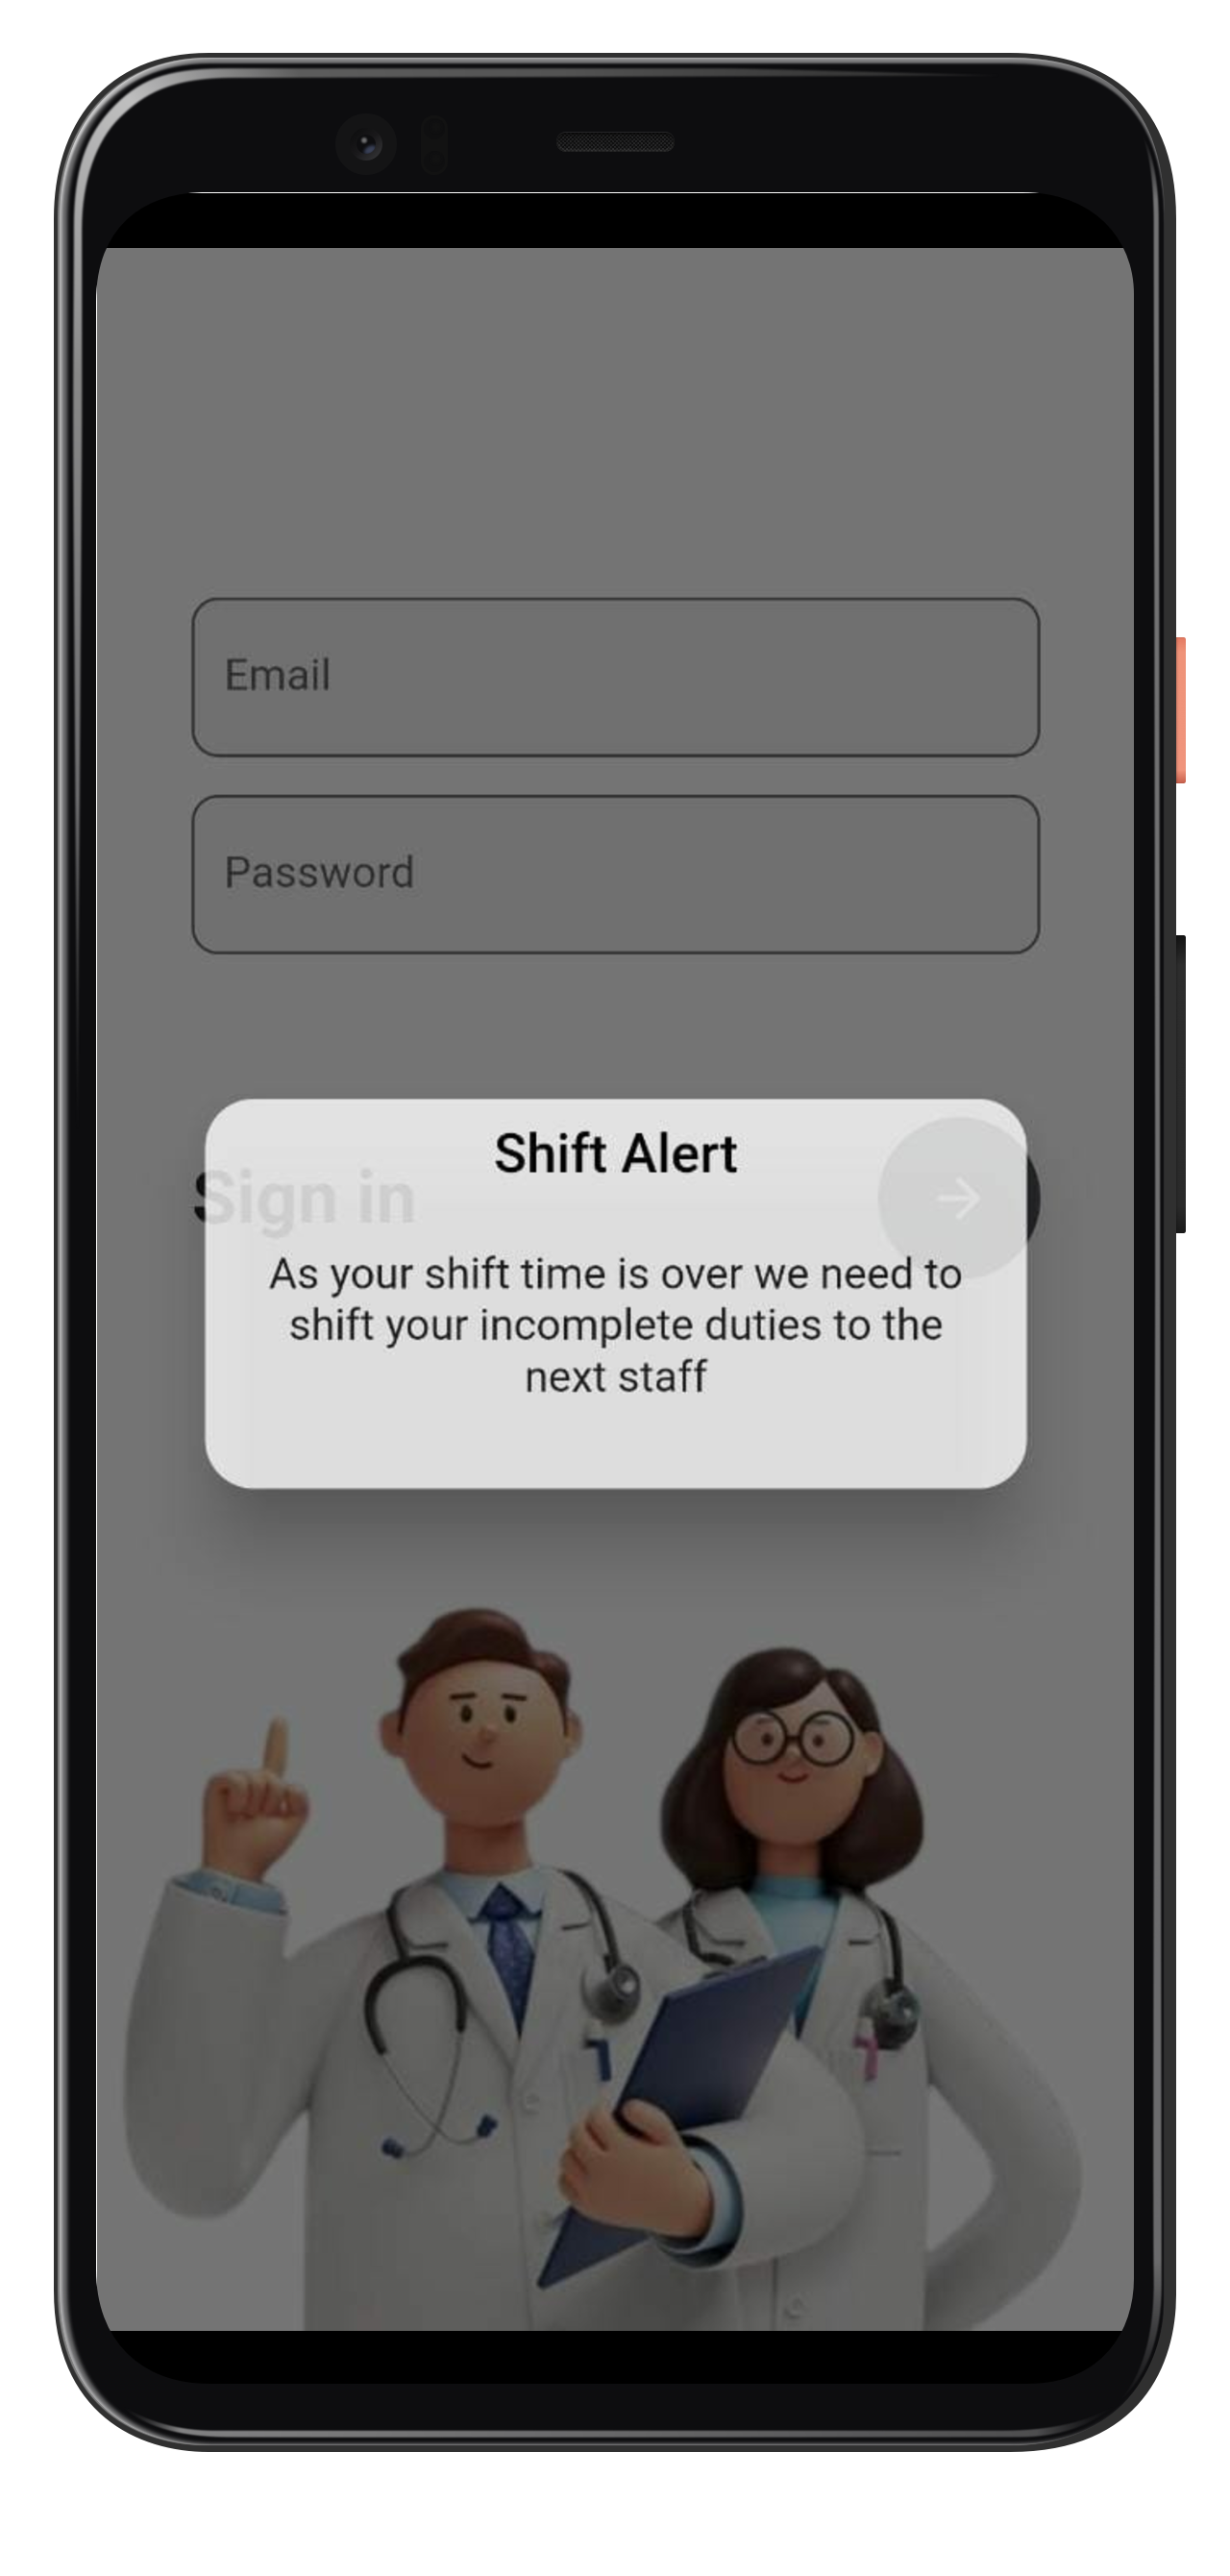 Email
Password
Shift Alert
Sign in
As your shift time is over we need to
shift your incomplete duties to the
next staff